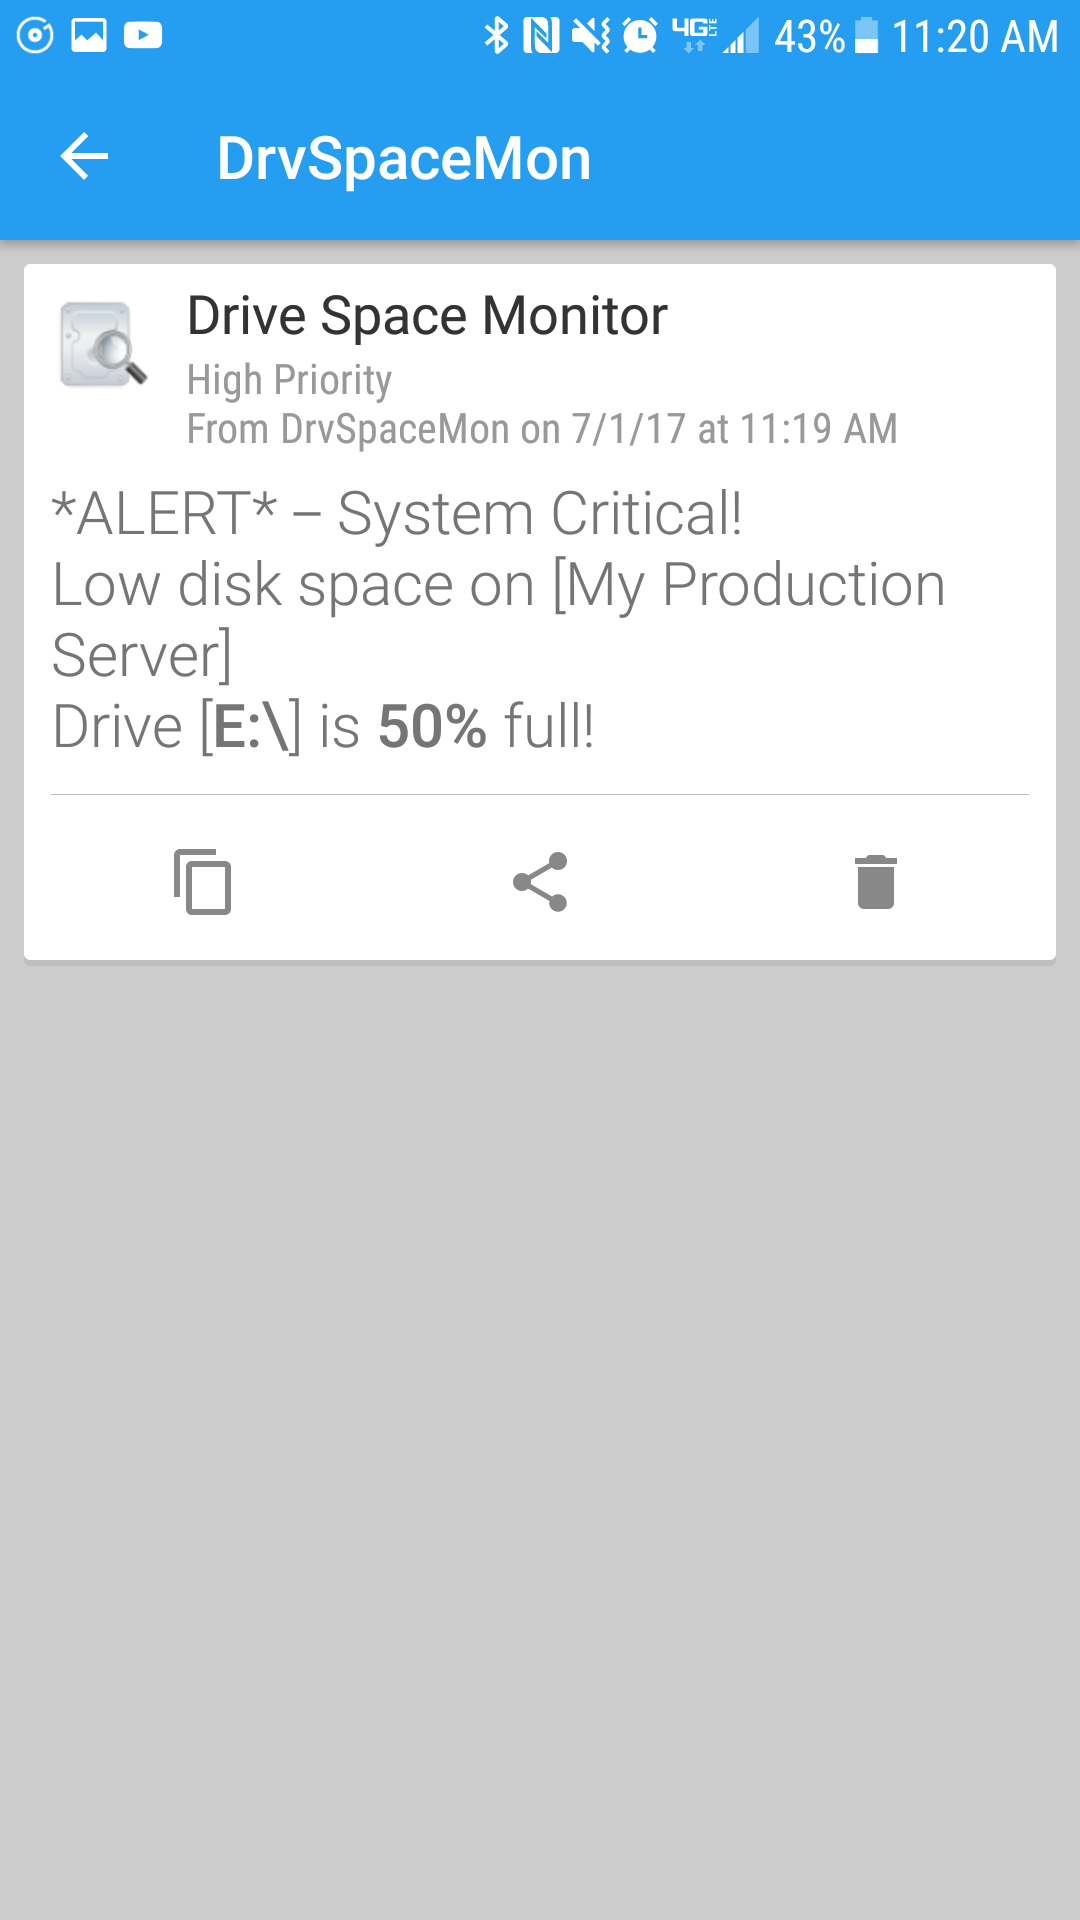 4G LTE 43% 11:20 AM
DrvSpaceMon
Drive Space Monitor
High Priority
From DrvSpaceMon on 7/1/17 at 11:19 AM
*ALERT* – System Critical!
Low disk space on [My Production
Server]
Drive [E:\] is 50% full!